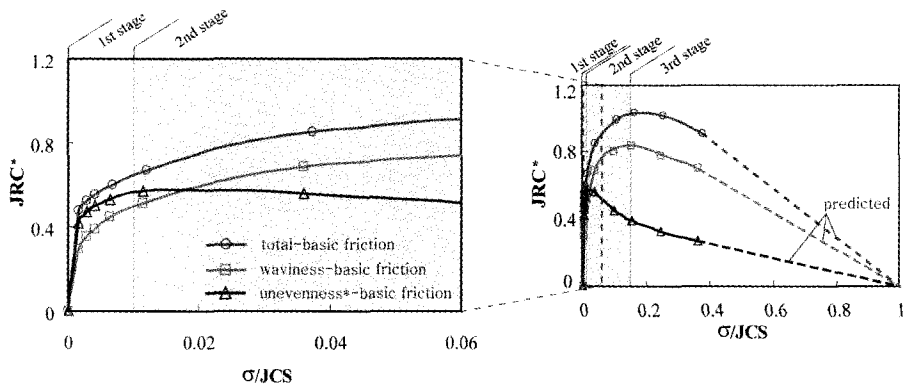 1st stage
2nd stage
1.2
0.8
0.4
0
JRC*
total-basic friction
waviness-basic friction
unevenness*-basic friction
0
0.02
0.04
0.06
σ/JCS
1st stage
2nd stage
3rd stage
1.2
0.8
0.4
0
JRC*
predicted
0
0.2
0.4
0.6
0.8
1
σ/JCS